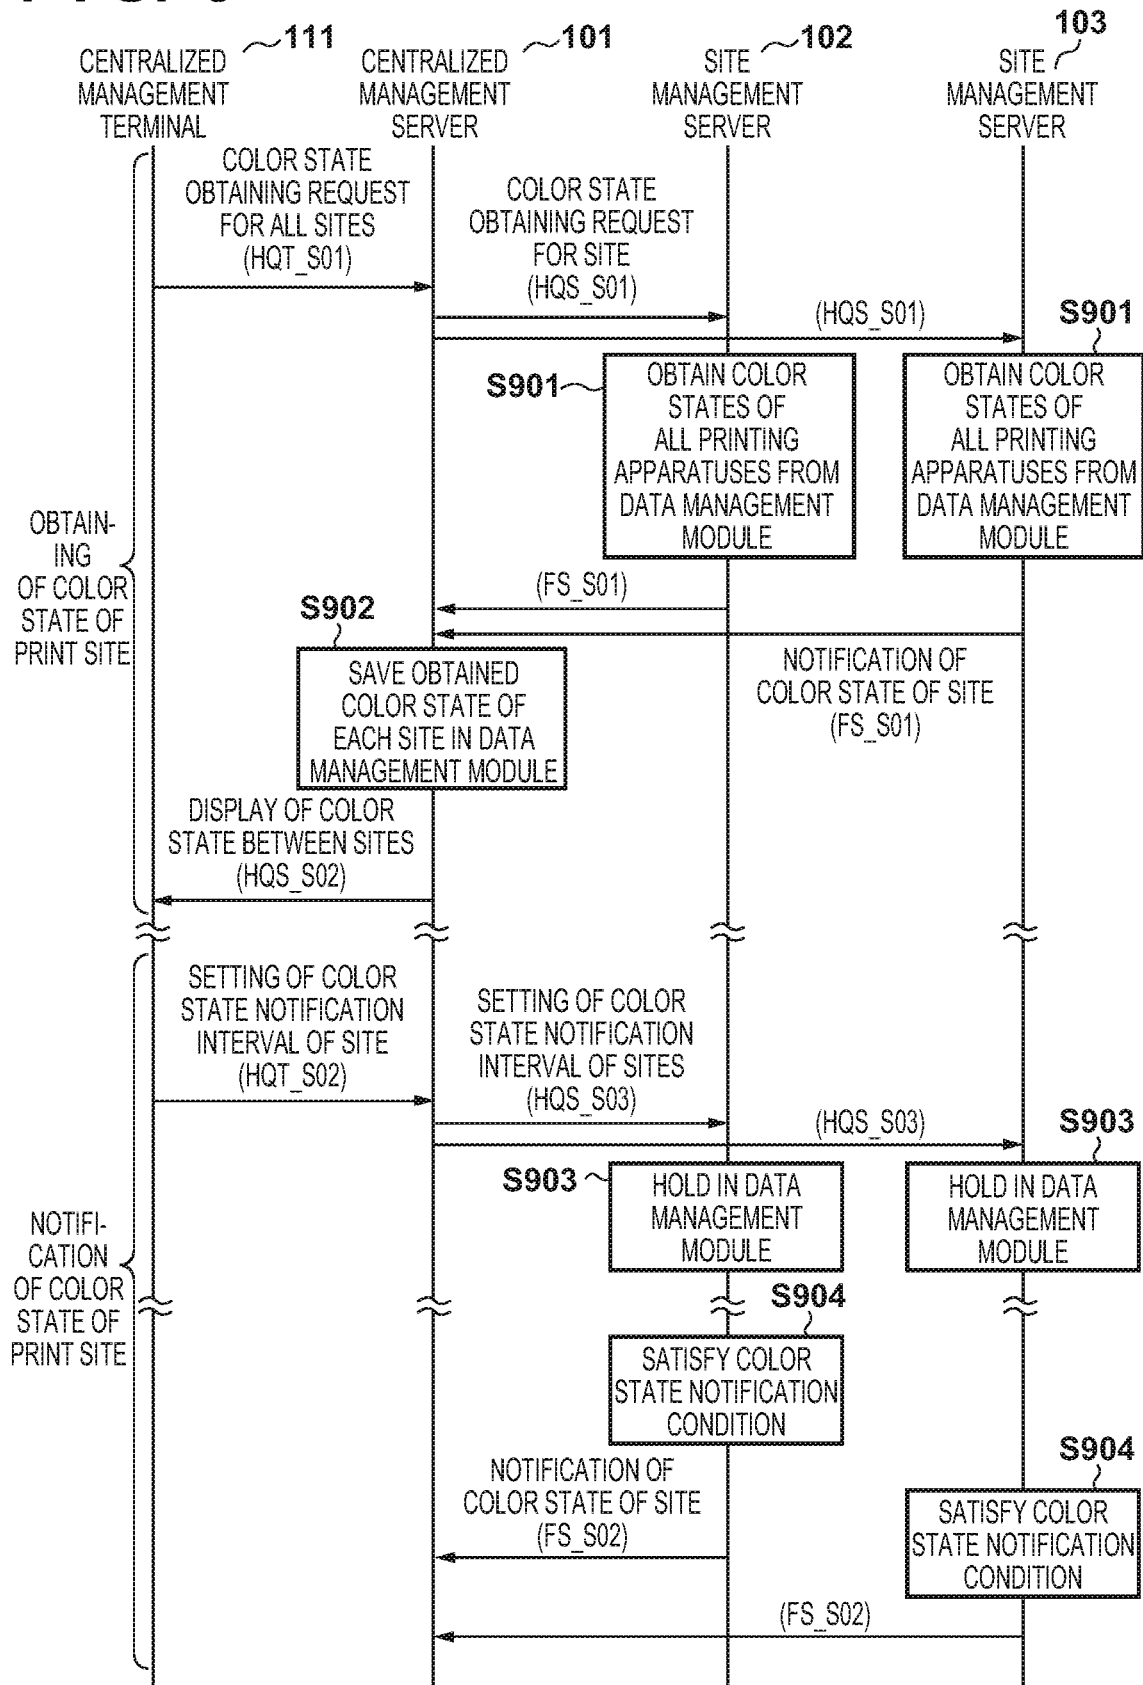 111
CENTRALIZED
MANAGEMENT
TERMINAL
101
CENTRALIZED
MANAGEMENT
SERVER
102
SITE
MANAGEMENT
SERVER
103
SITE
MANAGEMENT
SERVER
COLOR STATE
OBTAINING REQUEST
FOR ALL SITES
(HQT_S01)
COLOR STATE
OBTAINING REQUEST
FOR SITE
(HQS_S01)
(HQS_S01)
S901
OBTAIN COLOR
STATES OF
ALL PRINTING
APPARATUSES FROM
DATA MANAGEMENT
MODULE
S901
OBTAIN COLOR
STATES OF
ALL PRINTING
APPARATUSES FROM
DATA MANAGEMENT
MODULE
OBTAIN-
ING
OF COLOR
STATE OF
PRINT SITE
(FS_S01)
NOTIFICATION OF
COLOR STATE OF SITE
(FS_S01)
S902
SAVE OBTAINED
COLOR STATE OF
EACH SITE IN DATA
MANAGEMENT MODULE
DISPLAY OF COLOR
STATE BETWEEN SITES
(HQS_S02)
SETTING OF COLOR
STATE NOTIFICATION
INTERVAL OF SITE
(HQT_S02)
SETTING OF COLOR
STATE NOTIFICATION
INTERVAL OF SITES
(HQS_S03)
(HQS_S03)
S903
HOLD IN DATA
MANAGEMENT
MODULE
S903
HOLD IN DATA
MANAGEMENT
MODULE
NOTIFI-
CATION
OF COLOR
STATE OF
PRINT SITE
S904
SATISFY COLOR
STATE NOTIFICATION
CONDITION
NOTIFICATION OF
COLOR STATE OF SITE
(FS_S02)
S904
SATISFY COLOR
STATE NOTIFICATION
CONDITION
(FS_S02)